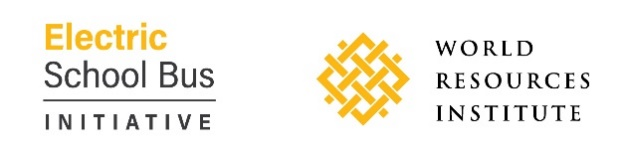 Electric
School Bus
INITIATIVE
WORLD
RESOURCES
INSTITUTE